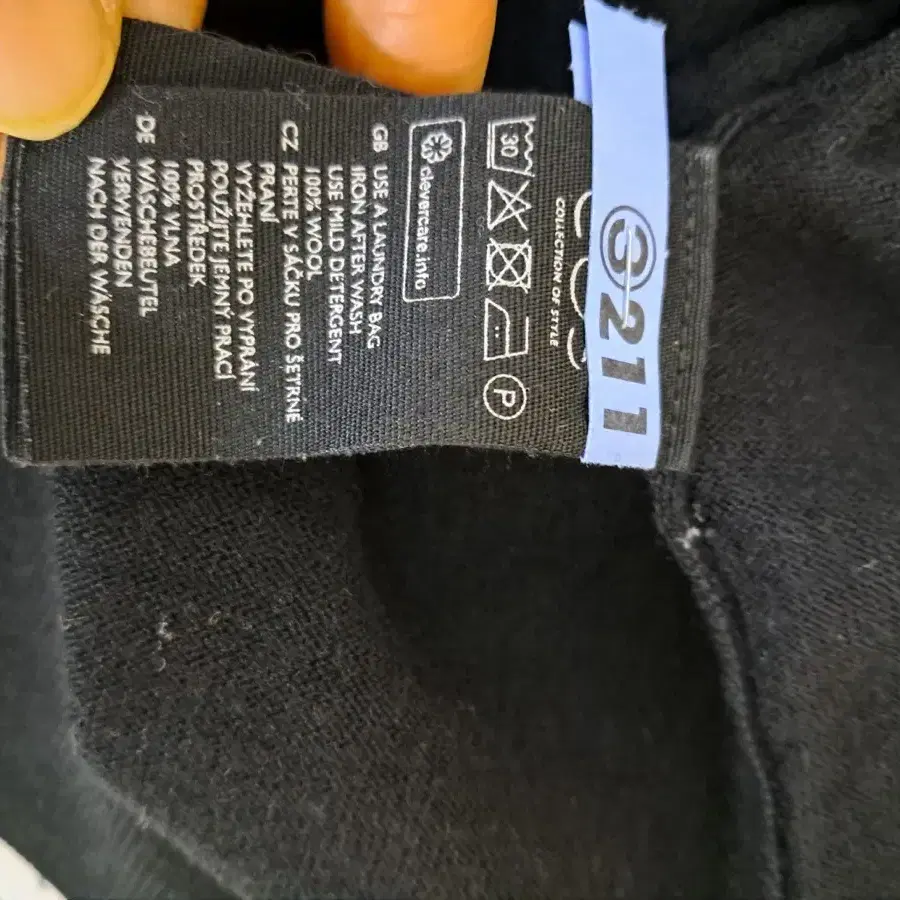 3211
COLLECTION OF STYLE
30
P
clevercare.info
GB USE A LAUNDRY BAG
IRON AFTER WASH
USE MILD DETERGENT
100% WOOL
CZ PERETE V SÁČKU PRO ŠETRNÉ
PRANÍ
VYŽEHLETE PO VYPRÁNÍ
POUŽIJTE JEMNÝ PRACÍ
PROSTŘEDEK
100% VLNA
DE WÄSCHEBEUTEL
VERWENDEN
NACH DER WÄSCHE